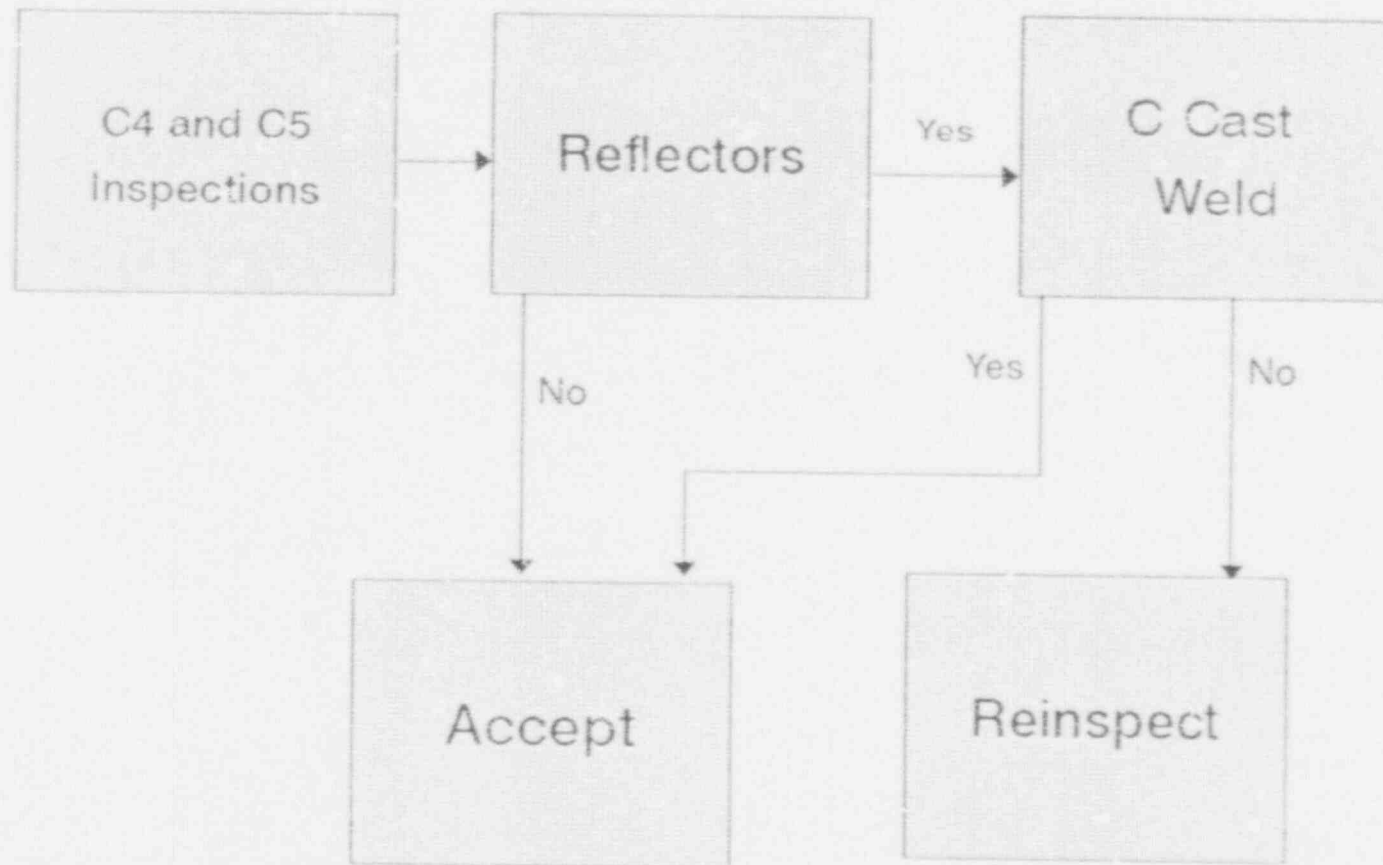 C4 and C5
inspections
Reflectors
Yes
C Cast
Weld
No
Yes
No
Accept
Reinspect